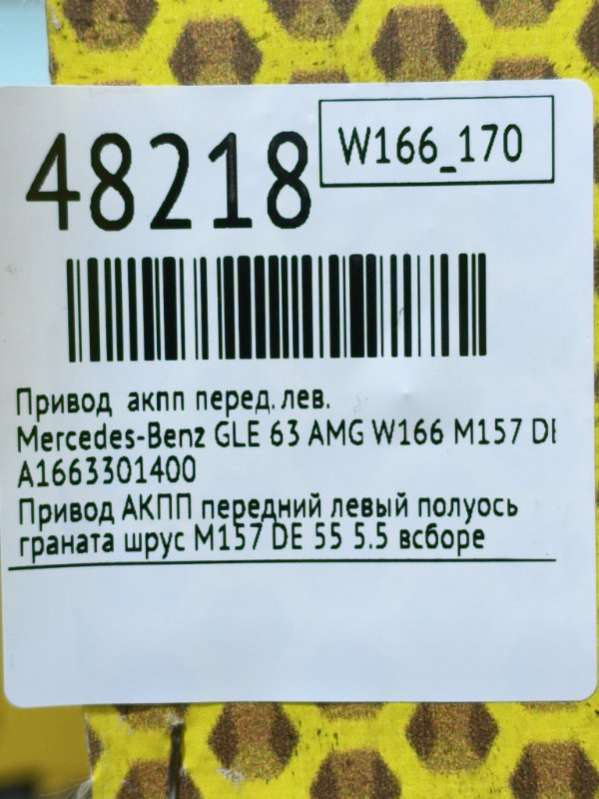 48218
W166_170
Привод акпп перед. лев.
Mercedes-Benz GLE 63 AMG W166 M157 DE
A1663301400
Привод АКПП передний левый полуось
граната шрус M157 DE 55 5.5 всборе